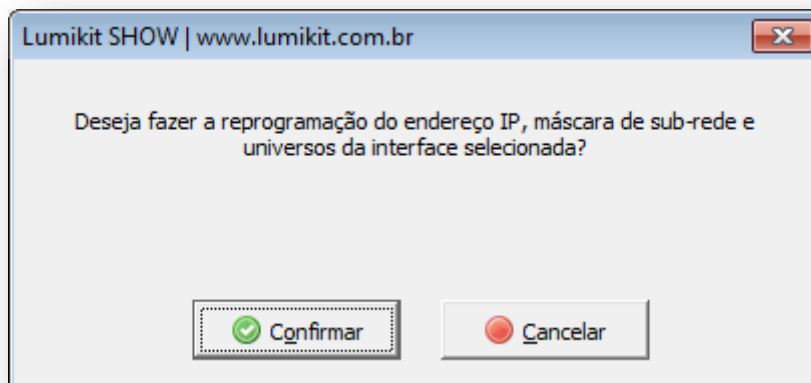 Lumikit SHOW | www.lumikit.com.br
Deseja fazer a reprogramação do endereço IP, máscara de sub-rede e
universos da interface selecionada?
Confirmar
Cancelar